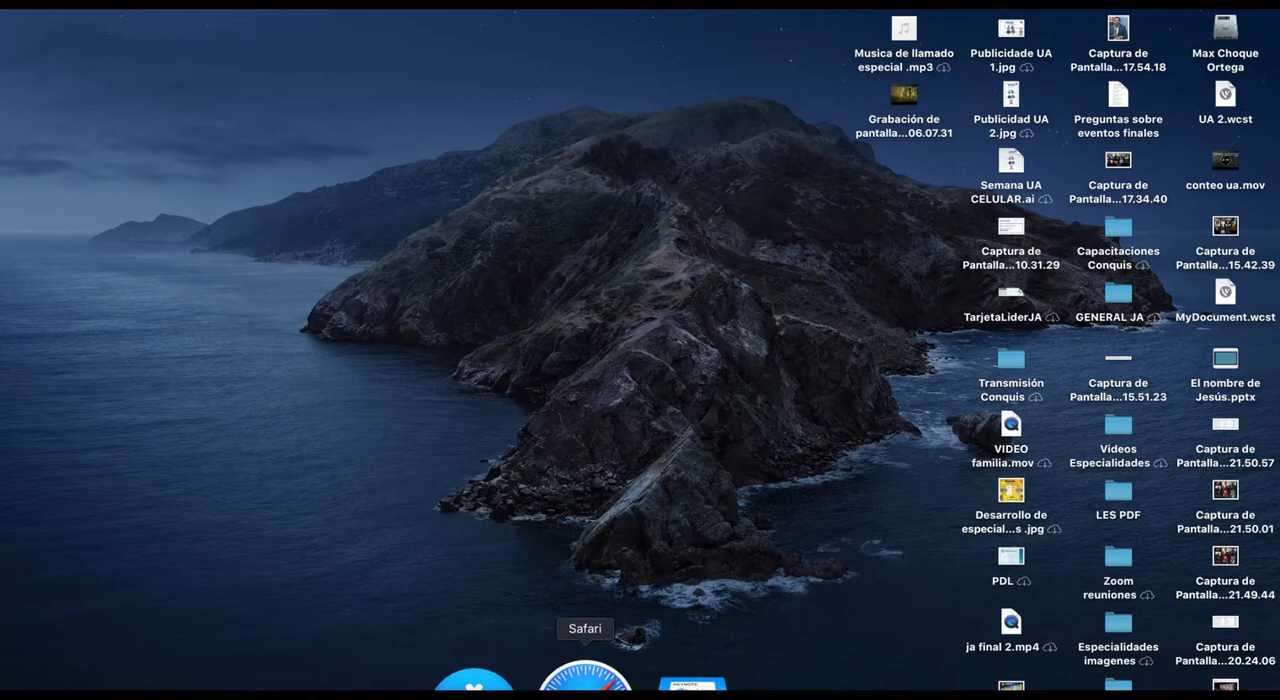 Musica de llamado
especial .mp3
Publicidade UA
1.jpg
Captura de
Pantalla...17.54.18
Max Choque
Ortega
Grabación de
pantalla...06.07.31
Publicidad UA
2.jpg
Preguntas sobre
eventos finales
UA 2.wcst
Semana UA
CELULAR.ai
Captura de
Pantalla...17.34.40
conteo ua.mov
Captura de
Pantalla...10.31.29
Capacitaciones
Conquis
Captura de
Pantalla...15.42.39
TarjetaLiderJA
GENERAL JA
MyDocument.wcst
Transmisión
Conquis
Captura de
Pantalla...15.51.23
El nombre de
Jesús.pptx
VIDEO
familia.mov
Videos
Especialidades
Captura de
Pantalla...21.50.57
Desarrollo de
especial...s .jpg
LES PDF
Captura de
Pantalla...21.50.01
PDL
Zoom
reuniones
Captura de
Pantalla...21.49.44
ja final 2.mp4
Especialidades
imagenes
Captura de
Pantalla...20.24.06
Safari
KEYNOTE